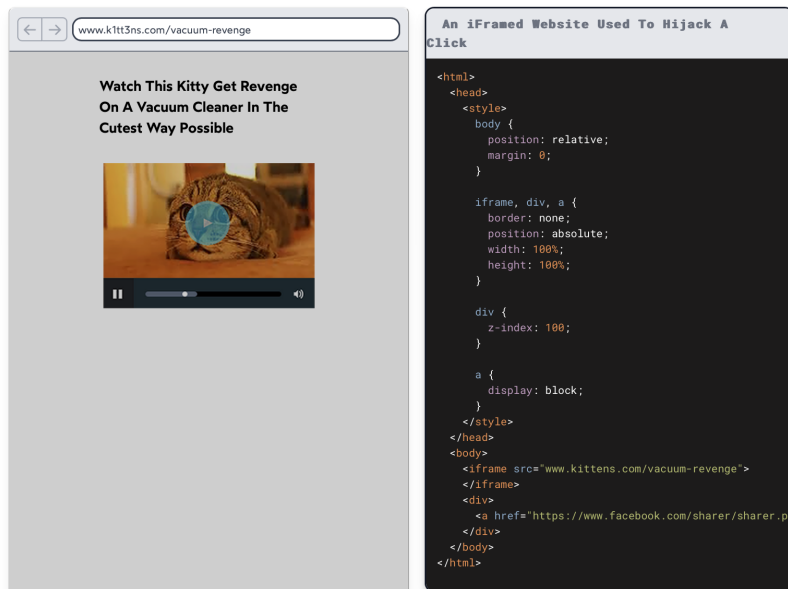 www.k1tt3ns.com/vacuum-revenge
Watch This Kitty Get Revenge
On A Vacuum Cleaner In The
Cutest Way Possible
An iFramed Website Used To Hijack A
Click
<html>
  <head>
    <style>
      body {
        position: relative;
        margin: 0;
      }

      iframe, div, a {
        border: none;
        position: absolute;
        width: 100%;
        height: 100%;
      }

      div {
        z-index: 100;
      }

      a {
        display: block;
      }
    </style>
  </head>
  <body>
    <iframe src="www.kittens.com/vacuum-revenge">
    </iframe>
    <div>
      <a href="https://www.facebook.com/sharer/sharer.p
    </div>
  </body>
</html>